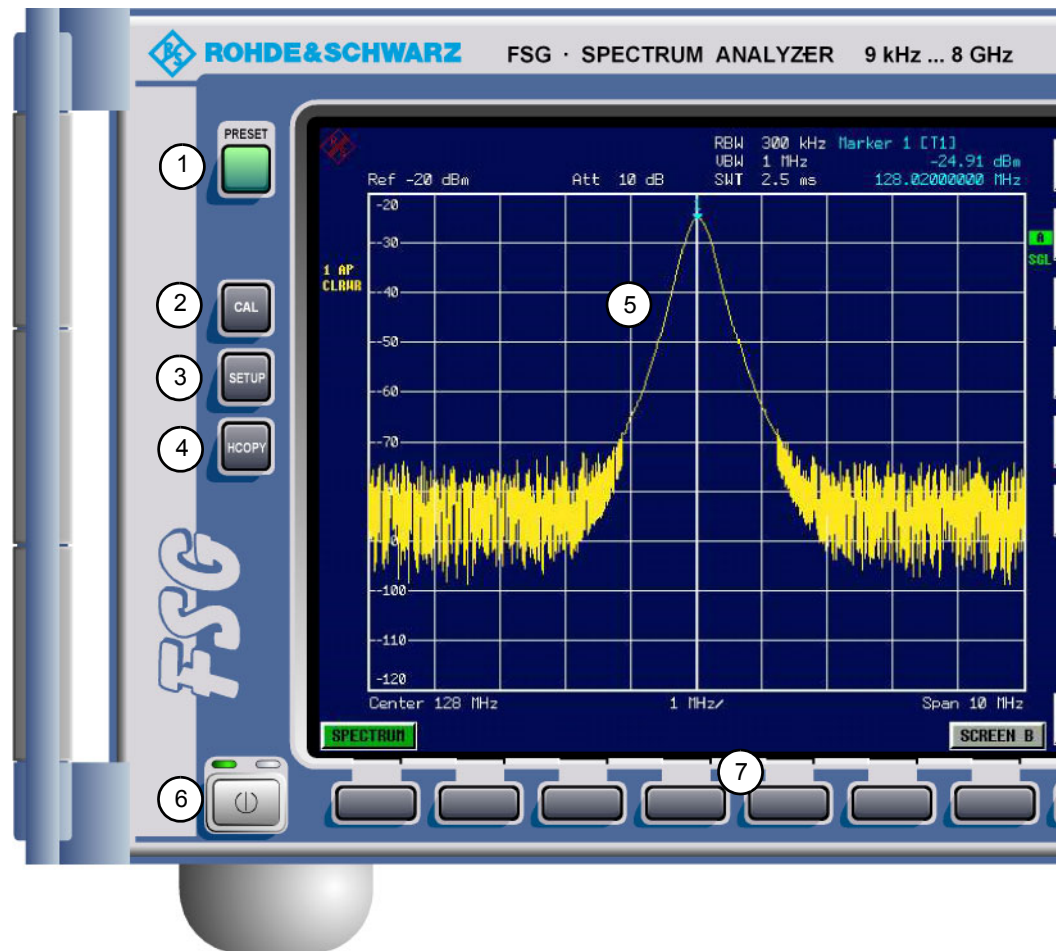 ROHDE&SCHWARZ FSG · SPECTRUM ANALYZER 9 kHz ... 8 GHz
PRESET
1
RBW 300 kHz Marker 1 [T1]
VBW 1 MHz -24.91 dBm
Ref -20 dBm Att 10 dB SWT 2.5 ms 128.02000000 MHz
-20
-30
A
SGL
1 AP
CLRWR
-40
2
CAL
5
-50
3
SETUP
-60
4
HCOPY
-70
-100
-110
-120
FSG
Center 128 MHz 1 MHz/ Span 10 MHz
SPECTRUM SCREEN B
6
7